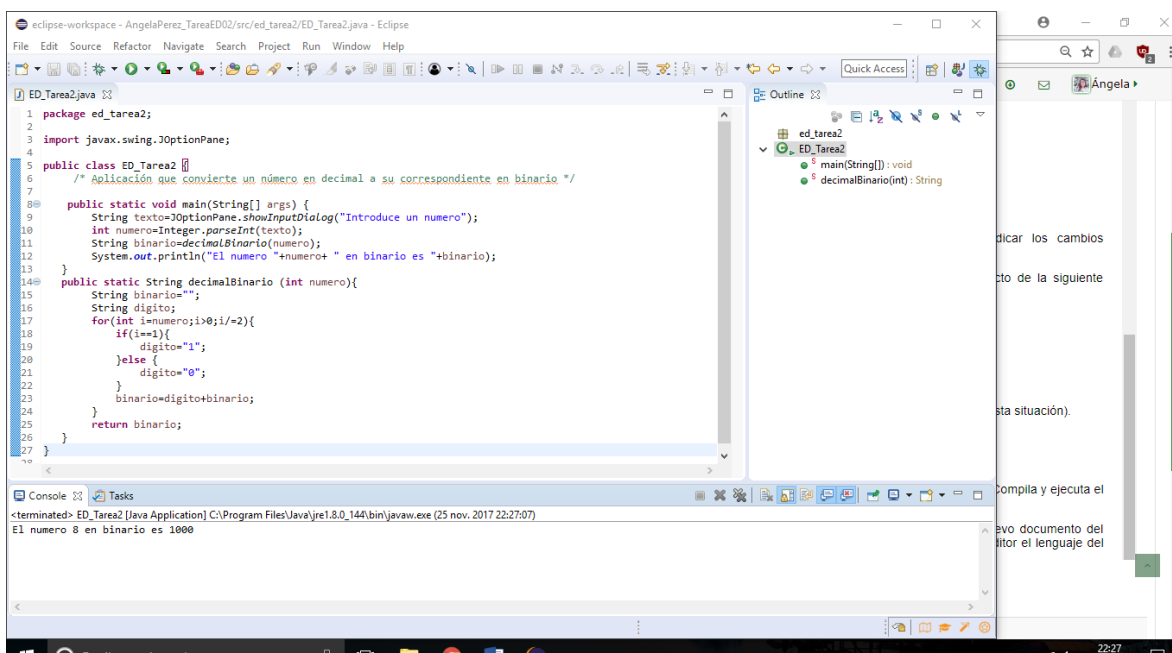 eclipse-workspace - AngelaPerez_TareaED02/src/ed_tarea2/ED_Tarea2.java - Eclipse
File Edit Source Refactor Navigate Search Project Run Window Help
Quick Access
Ángela
ED_Tarea2.java
1 package ed_tarea2;
2
3 import javax.swing.JOptionPane;
4
5 public class ED_Tarea2 {
6 /* Aplicación que convierte un número en decimal a su correspondiente en binario */
7
8 public static void main(String[] args) {
9 String texto=JOptionPane.showInputDialog("Introduce un numero");
10 int numero=Integer.parseInt(texto);
11 String binario=decimalBinario(numero);
12 System.out.println("El numero "+numero+ " en binario es "+binario);
13 }
14 public static String decimalBinario (int numero){
15 String binario="";
16 String digito;
17 for(int i=numero;i>0;i/=2){
18 if(i==1){
19 digito="1";
20 }else {
21 digito="0";
22 }
23 binario=digito+binario;
24 }
25 return binario;
26 }
27 }
Outline
ed_tarea2
ED_Tarea2
main(String[]) : void
decimalBinario(int) : String
dicar los cambios
cto de la siguiente
sta situación).
Compila y ejecuta el
evo documento del
ditor el lenguaje del
Console Tasks
<terminated> ED_Tarea2 [Java Application] C:\Program Files\Java\jre1.8.0_144\bin\javaw.exe (25 nov. 2017 22:27:07)
El numero 8 en binario es 1000
22:27